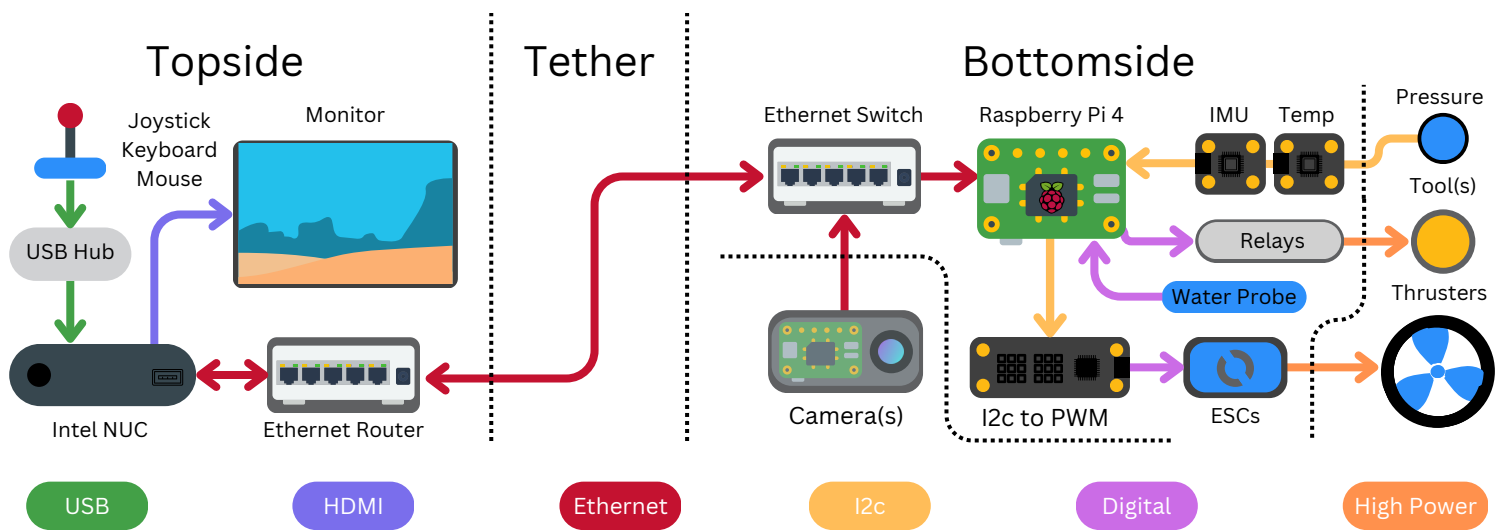 Topside
Tether
Bottomside
Joystick
Keyboard
Mouse
Monitor
Ethernet Switch
Raspberry Pi 4
IMU
Temp
Pressure
Tool(s)
USB Hub
Relays
Water Probe
Thrusters
Intel NUC
Ethernet Router
Camera(s)
I2c to PWM
ESCs
USB
HDMI
Ethernet
I2c
Digital
High Power